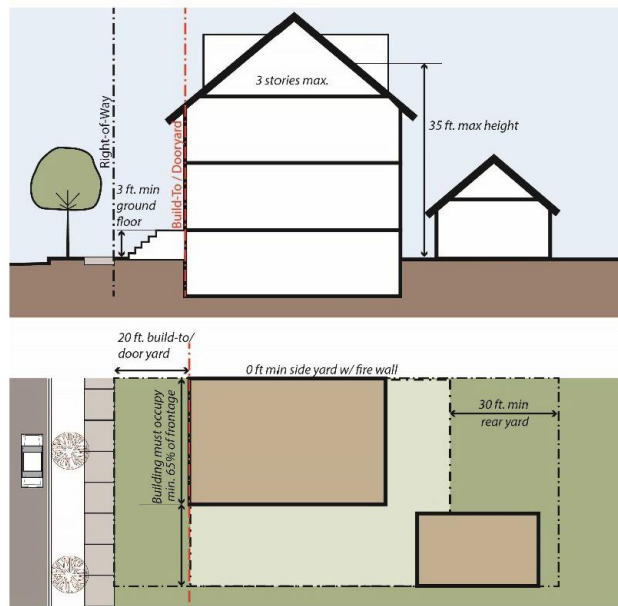 3 stories max.
Right-of-Way
Build-To / Dooryard
35 ft. max height
3 ft. min
ground
floor
20 ft. build-to/
door yard
0 ft min side yard w/ fire wall
Building must occupy
min. 65% of frontage
30 ft. min
rear yard